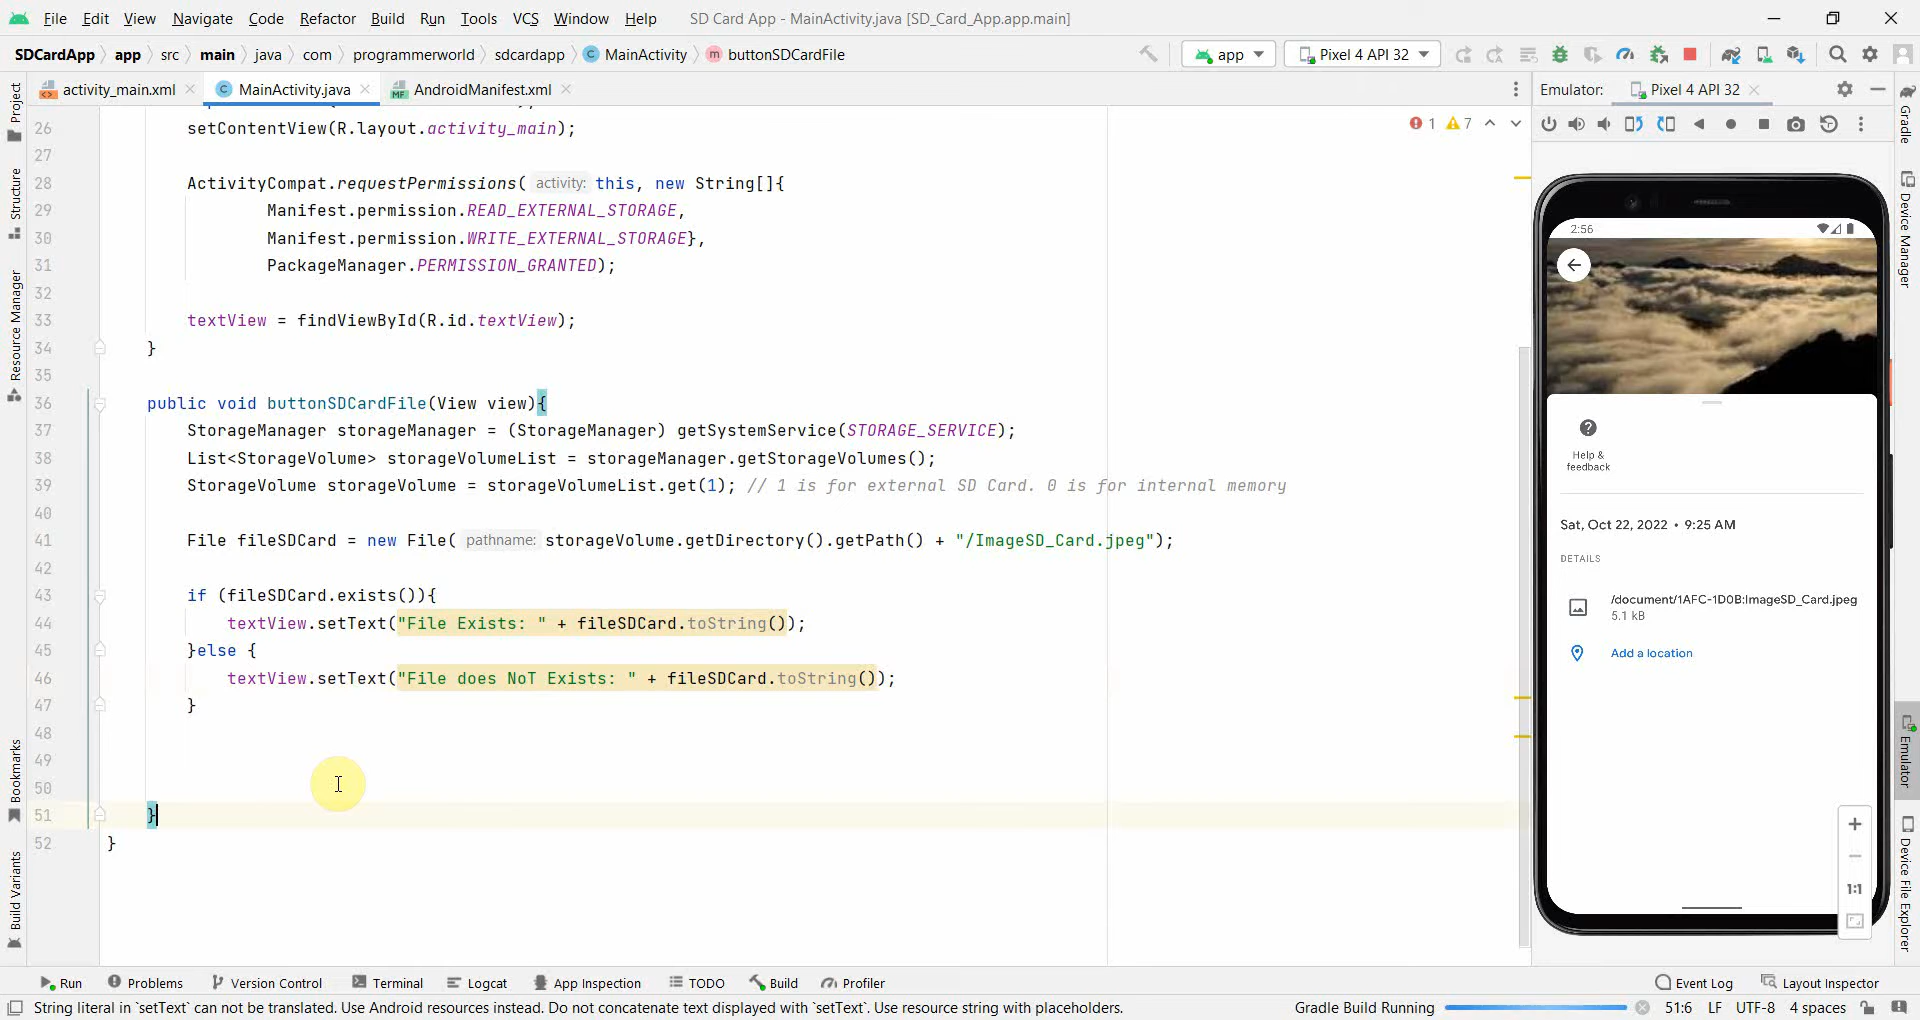 File Edit View Navigate Code Refactor Build Run Tools VCS Window Help SD Card App - MainActivity.java [SD_Card_App.app.main]
SDCardApp app src main java com programmerworld sdcardapp C MainActivity m buttonSDCardFile app Pixel 4 API 32
activity_main.xml C MainActivity.java MF AndroidManifest.xml Emulator: Pixel 4 API 32
Project
Structure
Resource Manager
Bookmarks
Build Variants
1 7
26 setContentView(R.layout.activity_main);
27
28 ActivityCompat.requestPermissions( activity: this, new String[]{
29 Manifest.permission.READ_EXTERNAL_STORAGE,
30 Manifest.permission.WRITE_EXTERNAL_STORAGE},
31 PackageManager.PERMISSION_GRANTED);
32
33 textView = findViewById(R.id.textView);
34 }
35
36 public void buttonSDCardFile(View view){
37 StorageManager storageManager = (StorageManager) getSystemService(STORAGE_SERVICE);
38 List<StorageVolume> storageVolumeList = storageManager.getStorageVolumes();
39 StorageVolume storageVolume = storageVolumeList.get(1); // 1 is for external SD Card. 0 is for internal memory
40
41 File fileSDCard = new File( pathname: storageVolume.getDirectory().getPath() + "/ImageSD_Card.jpeg");
42
43 if (fileSDCard.exists()){
44 textView.setText("File Exists: " + fileSDCard.toString());
45 }else {
46 textView.setText("File does NoT Exists: " + fileSDCard.toString());
47 }
48
49
50
51 }
52 }
2:56
Help &
feedback
Sat, Oct 22, 2022 • 9:25 AM
DETAILS
/document/1AFC-1D0B:ImageSD_Card.jpeg
5.1 kB
Add a location
1:1
Gradle
Device Manager
Emulator
Device File Explorer
Run Problems Version Control Terminal Logcat App Inspection TODO Build Profiler Event Log Layout Inspector
String literal in `setText` can not be translated. Use Android resources instead. Do not concatenate text displayed with `setText`. Use resource string with placeholders. Gradle Build Running 51:6 LF UTF-8 4 spaces